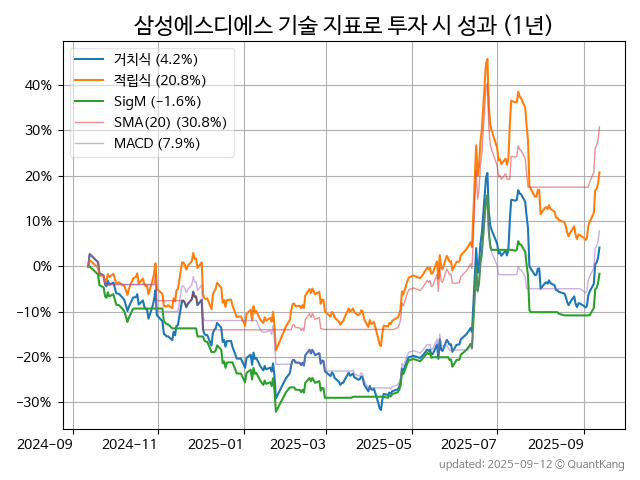 삼성에스디에스 기술 지표로 투자 시 성과 (1년)
거치식 (4.2%)
적립식 (20.8%)
SigM (−1.6%)
SMA(20) (30.8%)
MACD (7.9%)
40%
30%
20%
10%
0%
−10%
−20%
−30%
2024-09
2024-11
2025-01
2025-03
2025-05
2025-07
2025-09
updated: 2025-09-12 ⓒ QuantKang